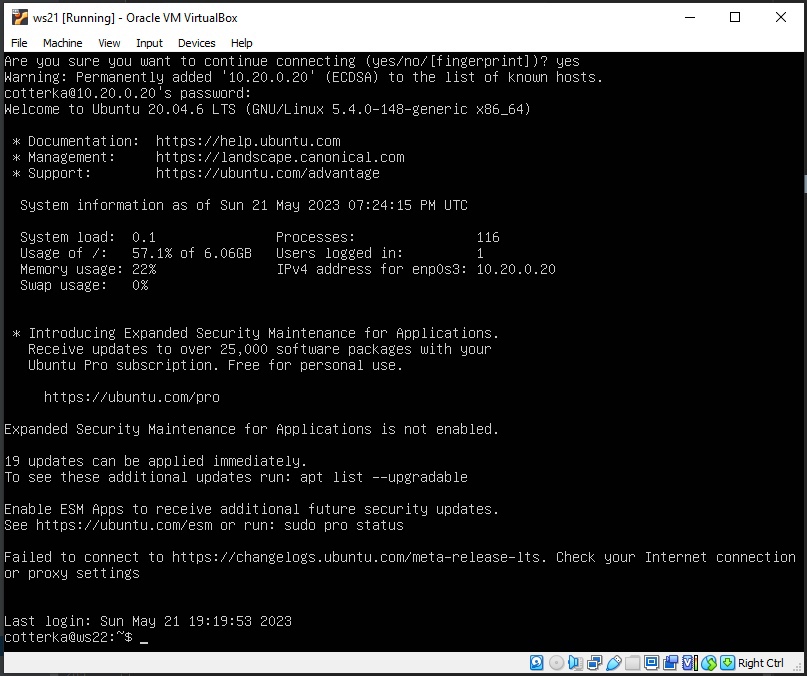 ws21 [Running] - Oracle VM VirtualBox
File Machine View Input Devices Help
Are you sure you want to continue connecting (yes/no/[fingerprint])? yes
Warning: Permanently added '10.20.0.20' (ECDSA) to the list of known hosts.
cotterka@10.20.0.20's password:
Welcome to Ubuntu 20.04.6 LTS (GNU/Linux 5.4.0-148-generic x86_64)
* Documentation: https://help.ubuntu.com
* Management: https://landscape.canonical.com
* Support: https://ubuntu.com/advantage
System information as of Sun 21 May 2023 07:24:15 PM UTC
System load: 0.1 Processes: 116
Usage of /: 57.1% of 6.06GB Users logged in: 1
Memory usage: 22% IPv4 address for enp0s3: 10.20.0.20
Swap usage: 0%
* Introducing Expanded Security Maintenance for Applications.
Receive updates to over 25,000 software packages with your
Ubuntu Pro subscription. Free for personal use.
https://ubuntu.com/pro
Expanded Security Maintenance for Applications is not enabled.
19 updates can be applied immediately.
To see these additional updates run: apt list --upgradable
Enable ESM Apps to receive additional future security updates.
See https://ubuntu.com/esm or run: sudo pro status
Failed to connect to https://changelogs.ubuntu.com/meta-release-lts. Check your Internet connection
or proxy settings
Last login: Sun May 21 19:19:53 2023
cotterka@ws22:~$ _
Right Ctrl